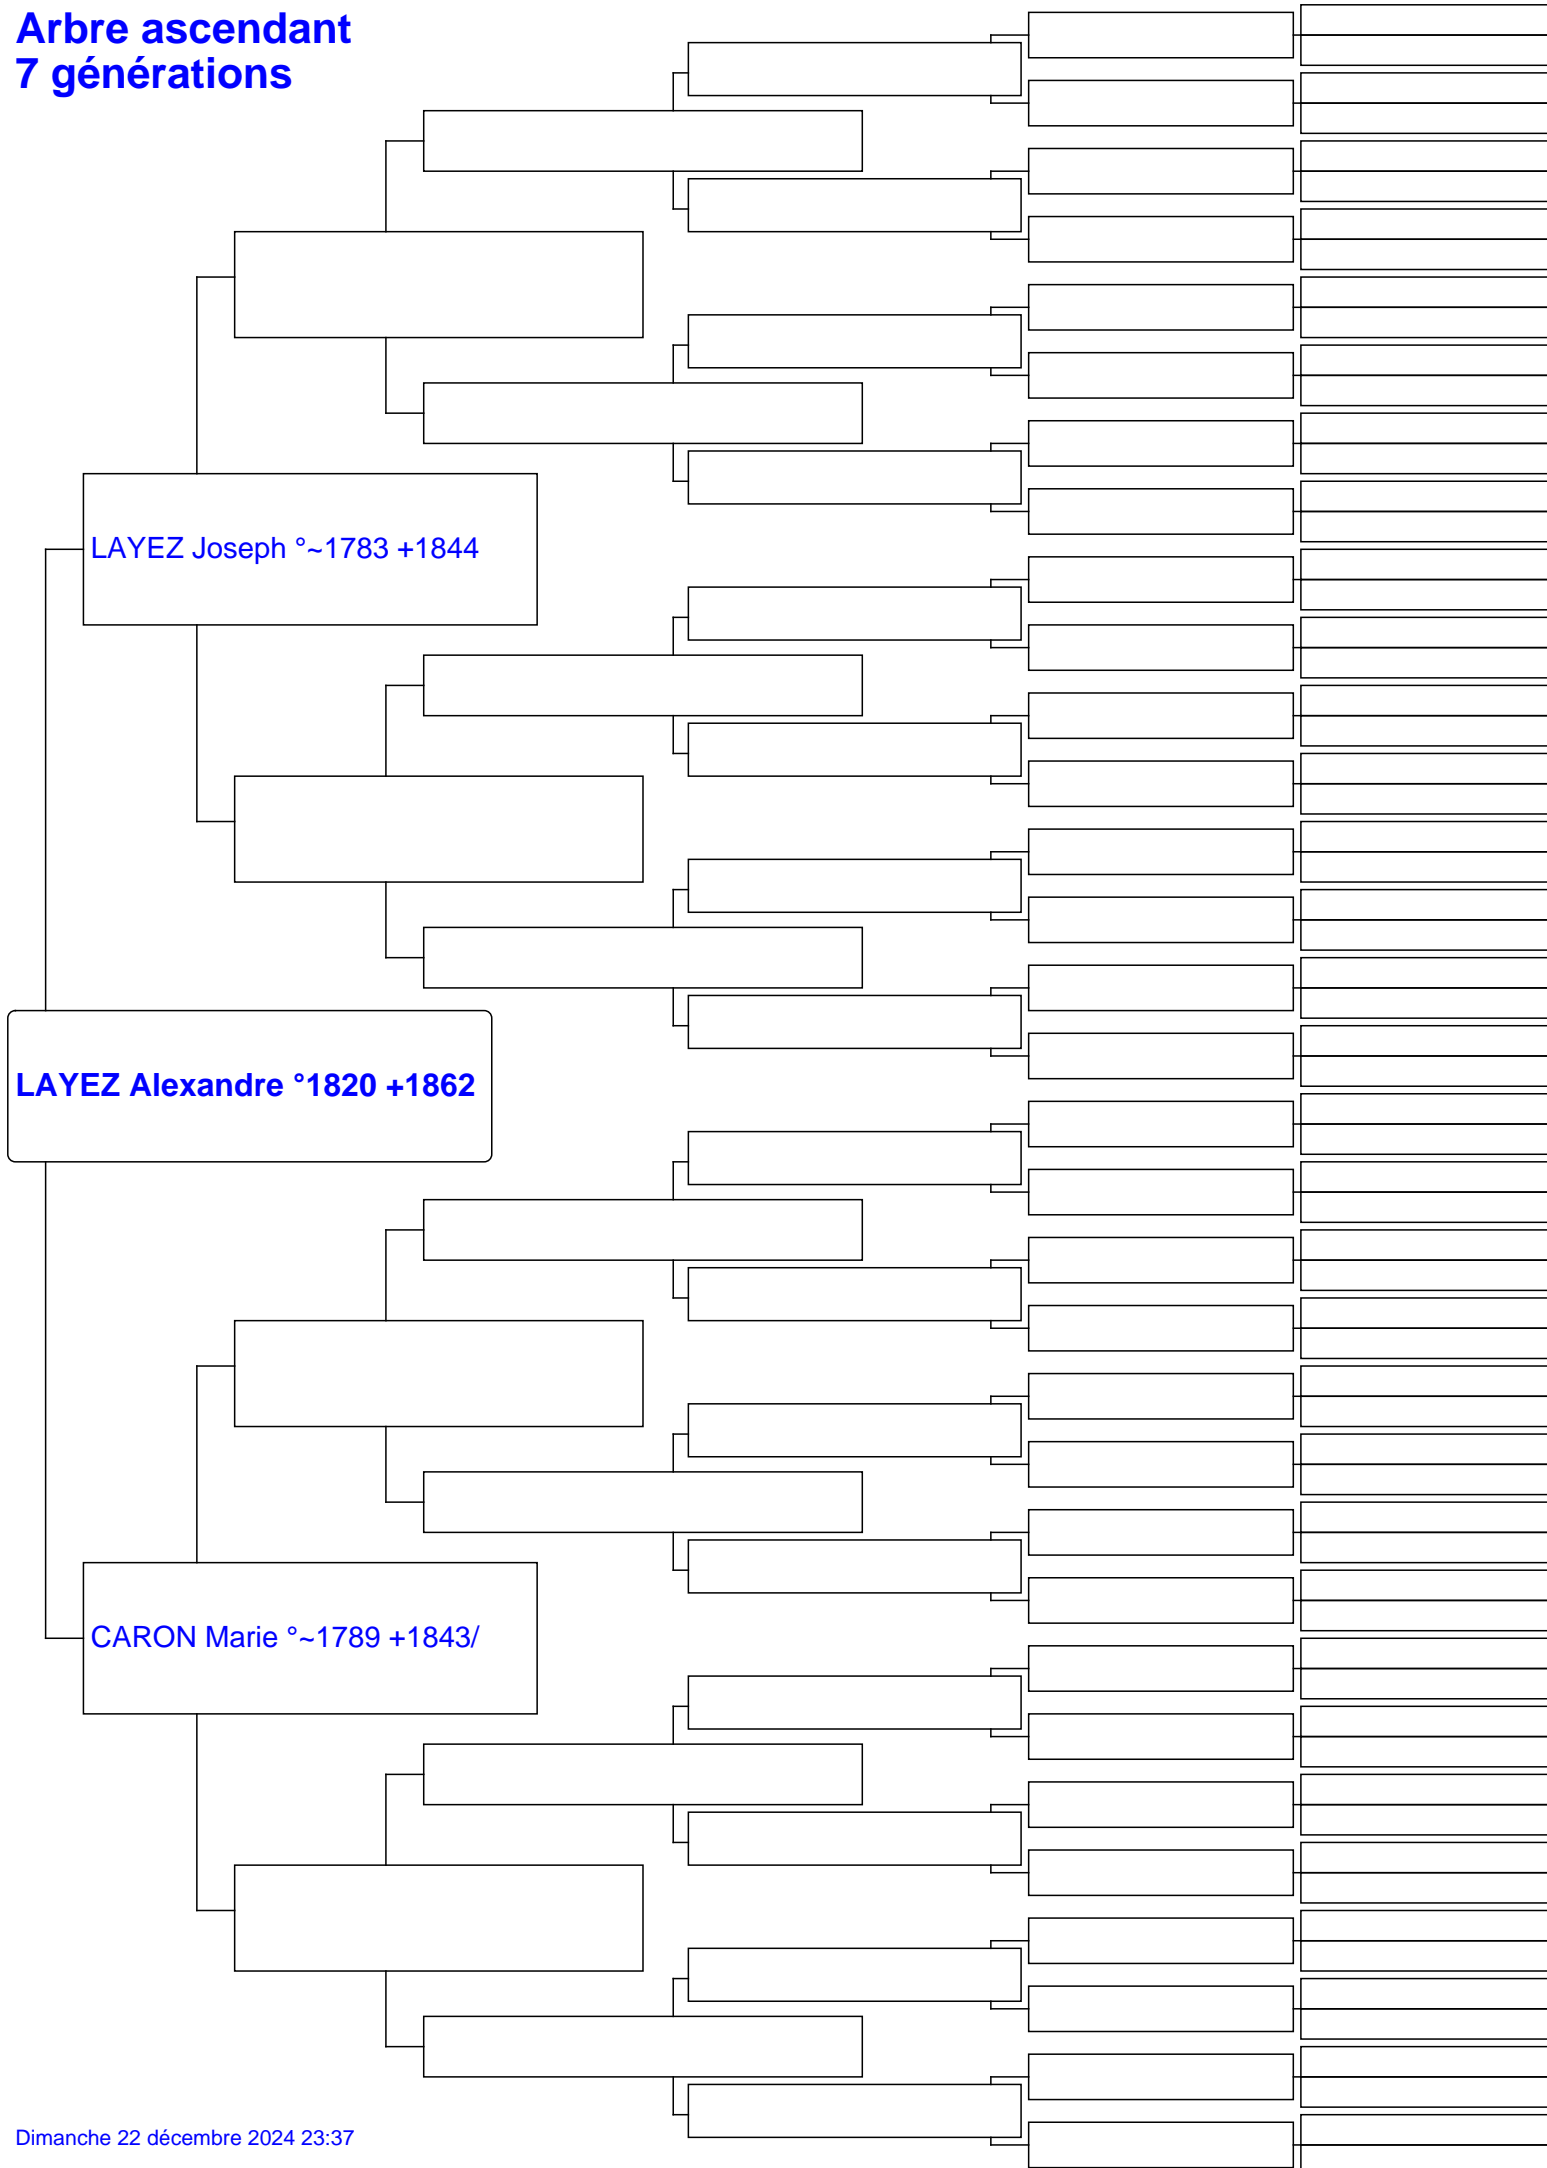 Arbre ascendant
7 générations
LAYEZ Joseph °~1783 +1844
LAYEZ Alexandre °1820 +1862
CARON Marie °~1789 +1843/
Dimanche 22 décembre 2024 23:37